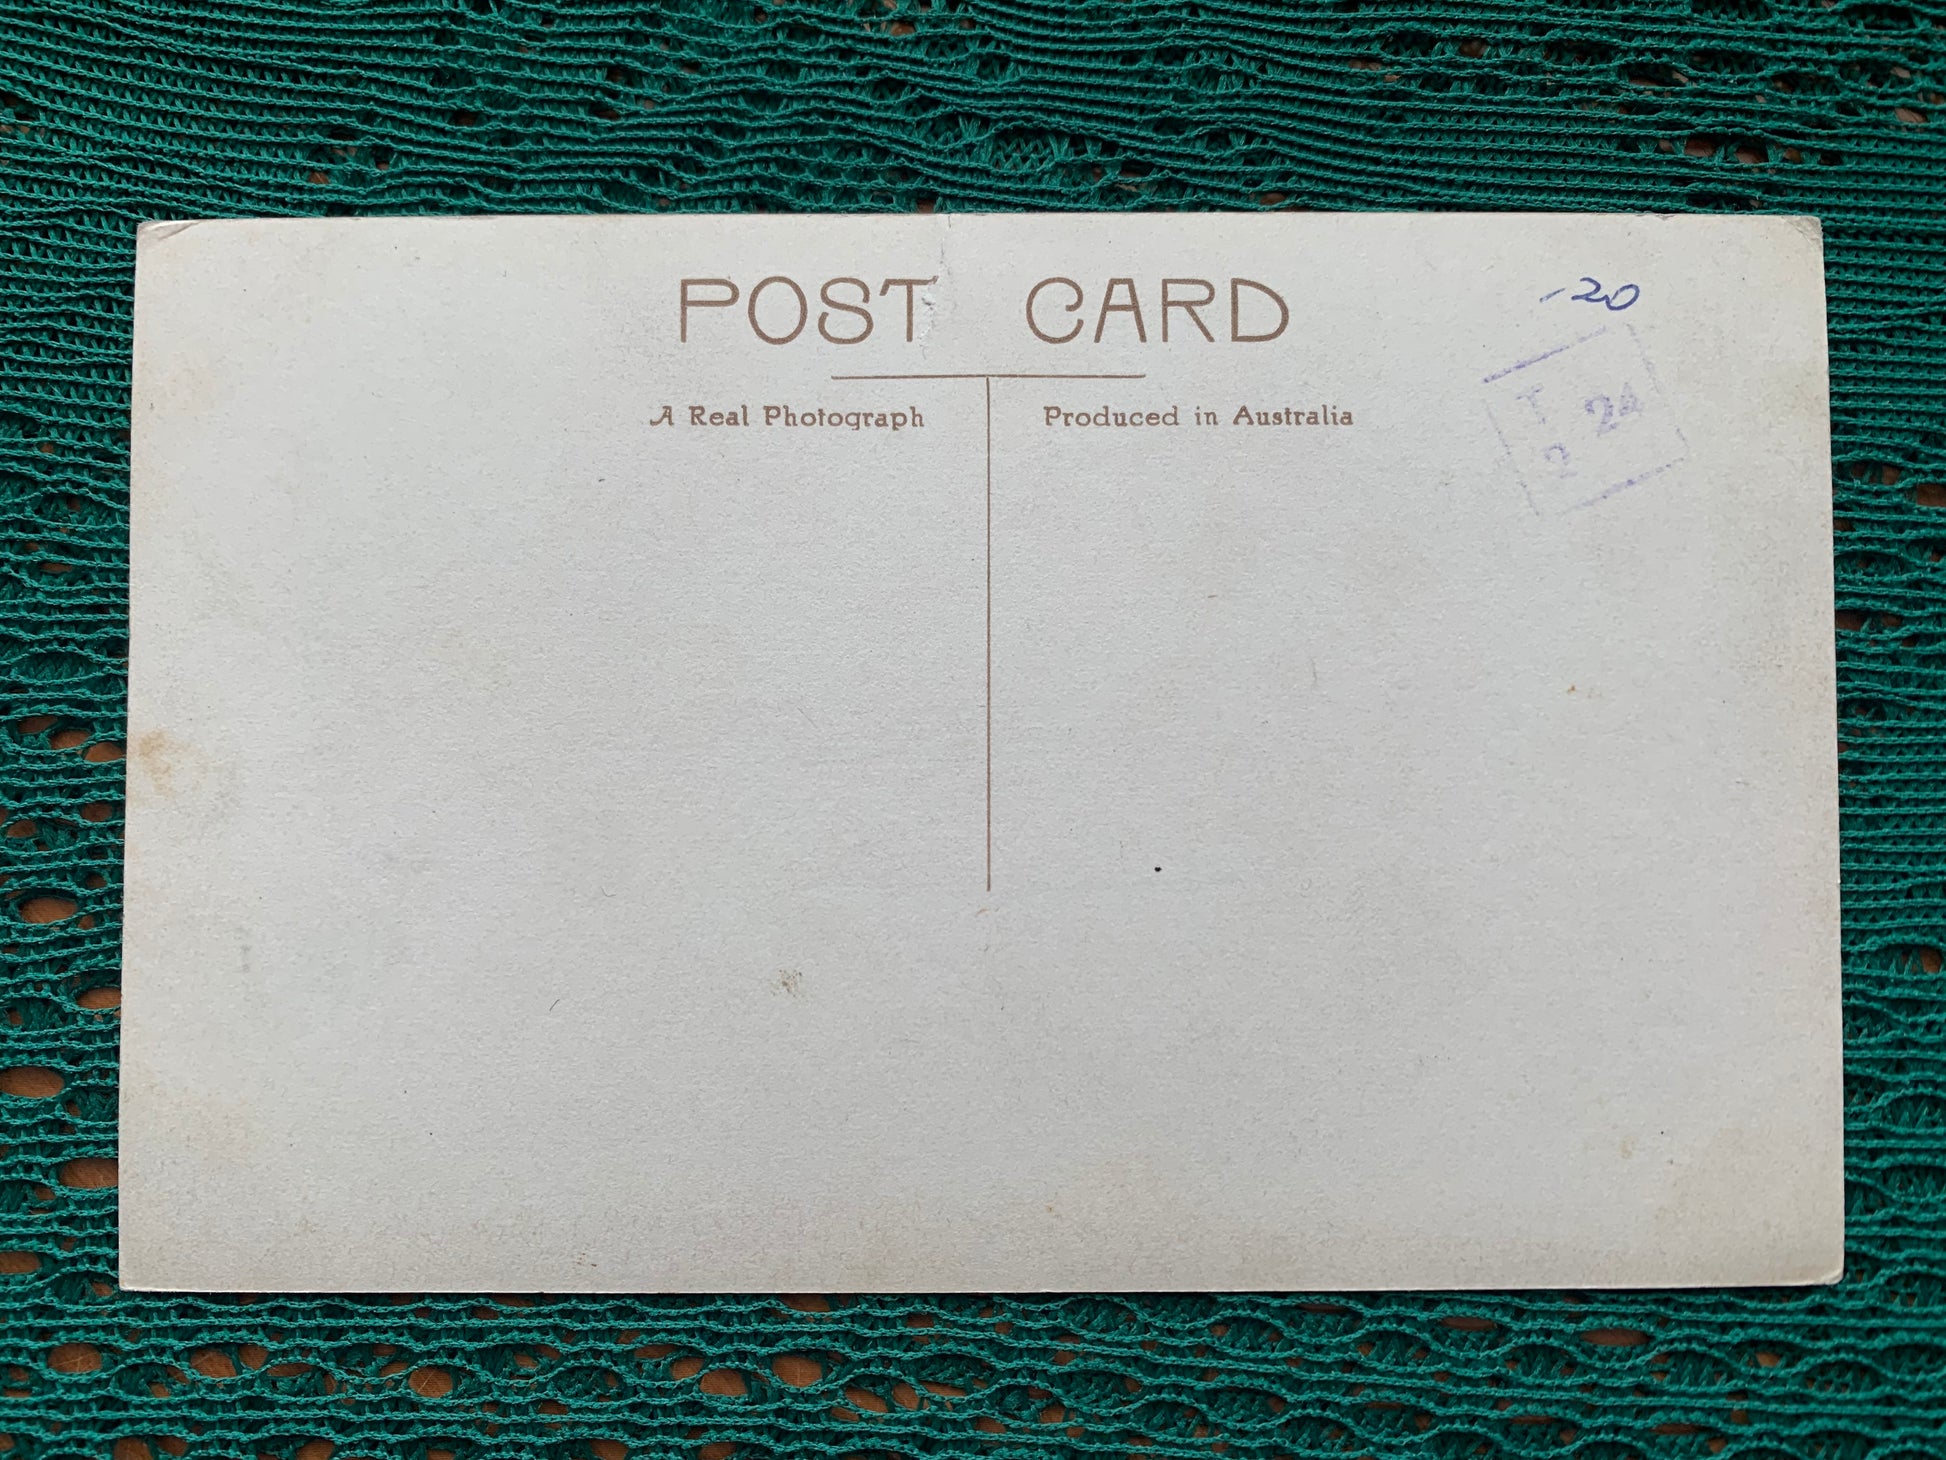 POST CARD
-20
A Real Photograph
Produced in Australia
T 24
2